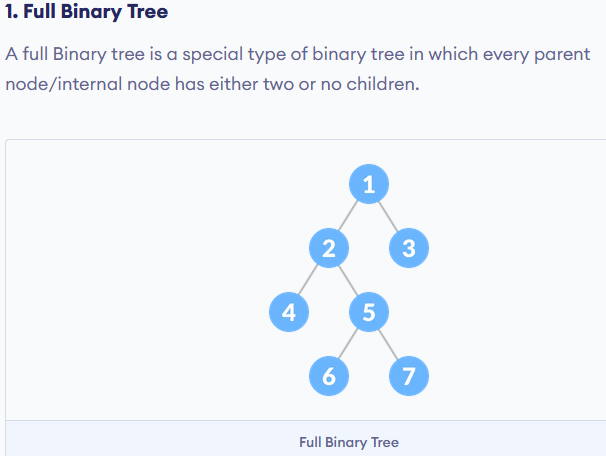 1. Full Binary Tree
A full Binary tree is a special type of binary tree in which every parent
node/internal node has either two or no children.
1
2 3
4 5
6 7
Full Binary Tree